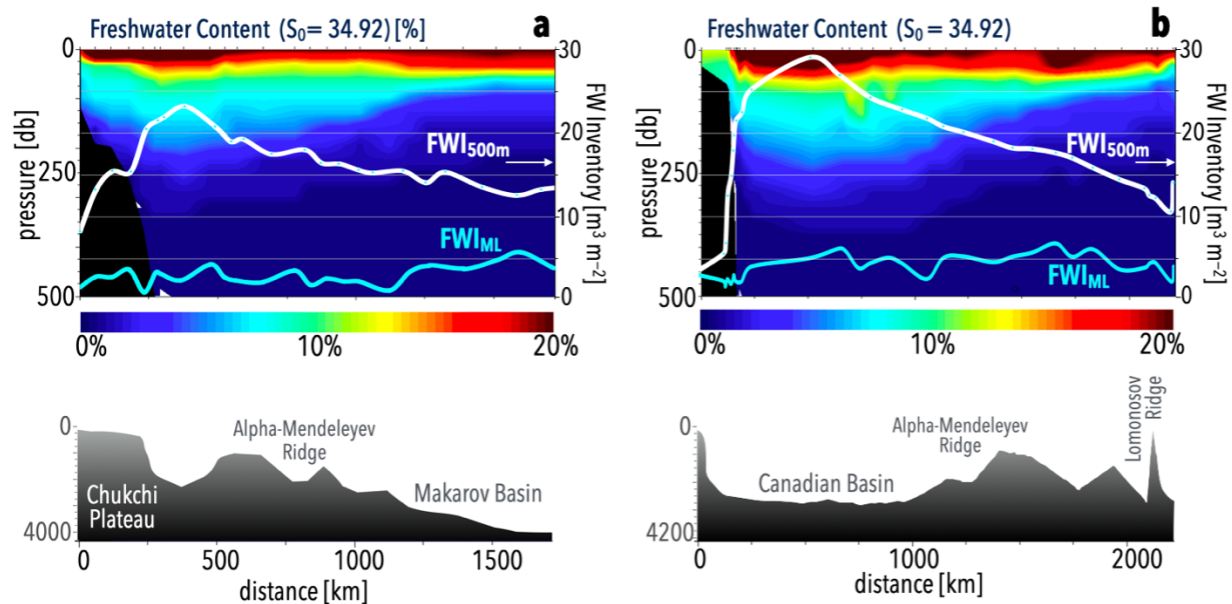 Freshwater Content (S₀ = 34.92) [%]
a
0
250
500
pressure [db]
30
20
10
0
FW Inventory [m³ m⁻²]
FWI500m
FWIML
0%
10%
20%
0
4000
Alpha-Mendeleyev
Ridge
Chukchi
Plateau
Makarov Basin
0
500
1000
1500
distance [km]
Freshwater Content (S₀ = 34.92)
b
0
250
500
pressure [db]
30
20
10
0
FW Inventory [m³ m⁻²]
FWI500m
FWIML
0%
10%
20%
0
4200
Alpha-Mendeleyev
Ridge
Lomonosov
Ridge
Canadian Basin
0
1000
2000
distance [km]